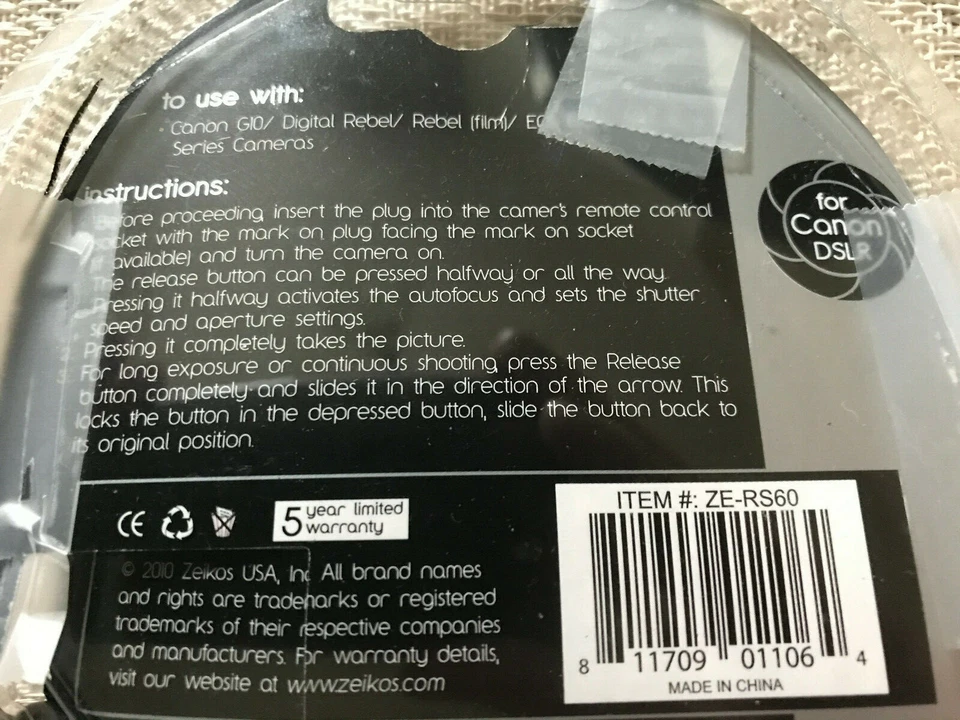 to use with:
Canon G10/ Digital Rebel/ Rebel (film)/
Series Cameras
for
Canon
DSLR
instructions:
Before proceeding, insert the plug into the camer's remote control
socket with the mark on plug facing the mark on socket
available) and turn the camera on.
The release button can be pressed halfway or all the way.
Pressing it halfway activates the autofocus and sets the shutter
speed and aperture settings.
Pressing it completely takes the picture.
For long exposure or continuous shooting, press the Release
button completely and slides it in the direction of the arrow. This
locks the button in the depressed button, slide the button back to
its original position.
CE
5 year limited
warranty
© 2010 Zeikos USA, Inc All brand names
and rights are trademarks or registered
trademarks of their respective companies
and manufacturers. For warranty details,
visit our website at www.zeikos.com
ITEM #: ZE-RS60
8 11709 01106 4
MADE IN CHINA